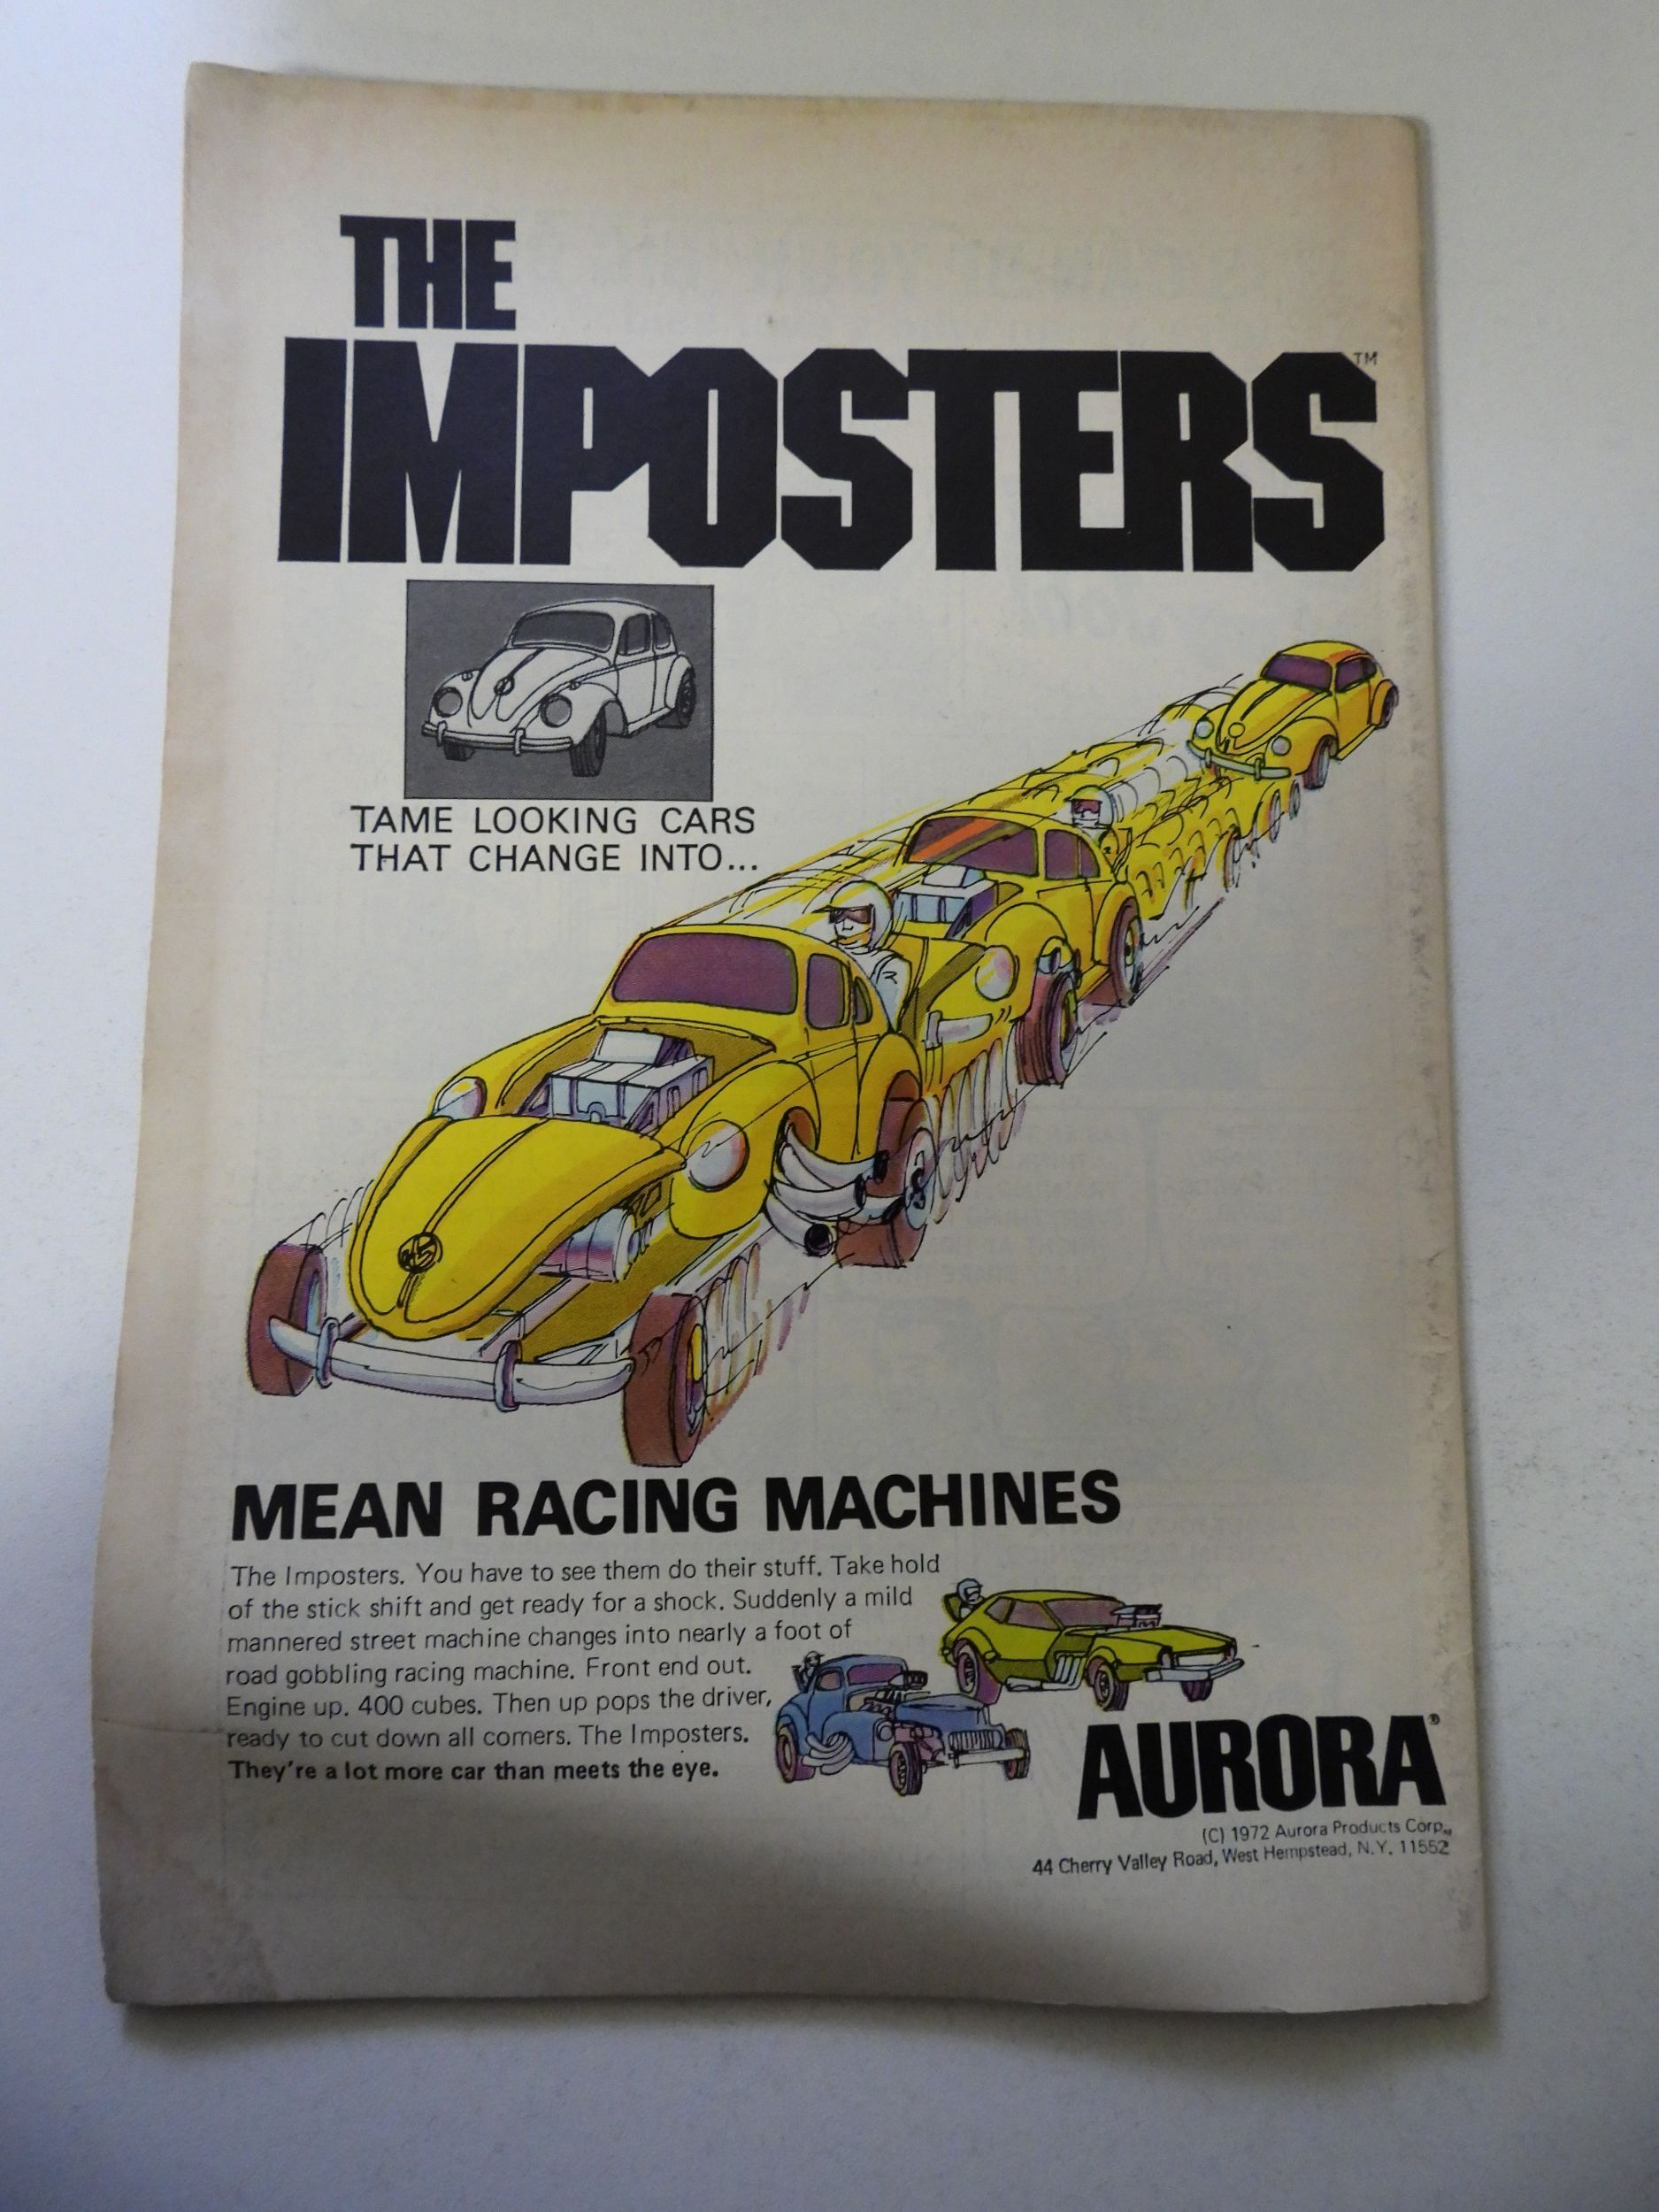 THE
IMPOSTERS™
TAME LOOKING CARS
THAT CHANGE INTO...
MEAN RACING MACHINES
The Imposters. You have to see them do their stuff. Take hold
of the stick shift and get ready for a shock. Suddenly a mild
mannered street machine changes into nearly a foot of
road gobbling racing machine. Front end out.
Engine up. 400 cubes. Then up pops the driver,
ready to cut down all comers. The Imposters.
They're a lot more car than meets the eye.
AURORA®
(C) 1972 Aurora Products Corp.,
44 Cherry Valley Road, West Hempstead, N.Y. 11552